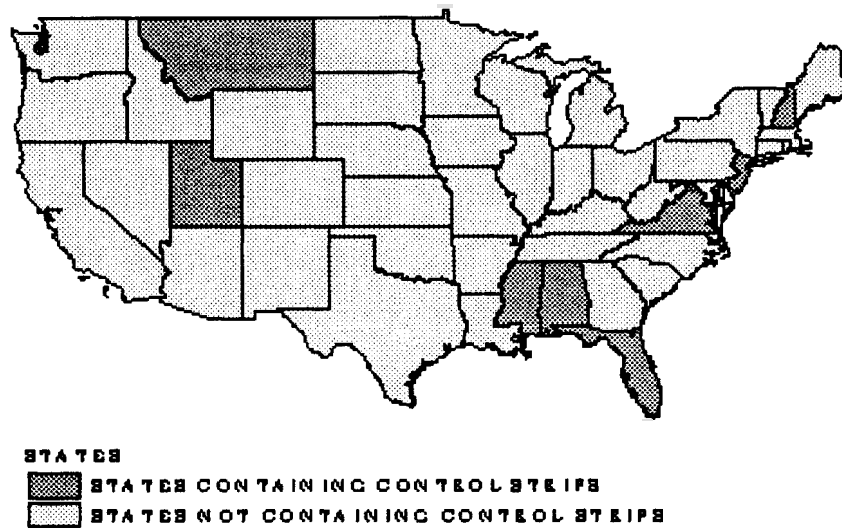 STATES
STATES CONTAINING CONTROL STRIPS
STATES NOT CONTAINING CONTROL STRIPS